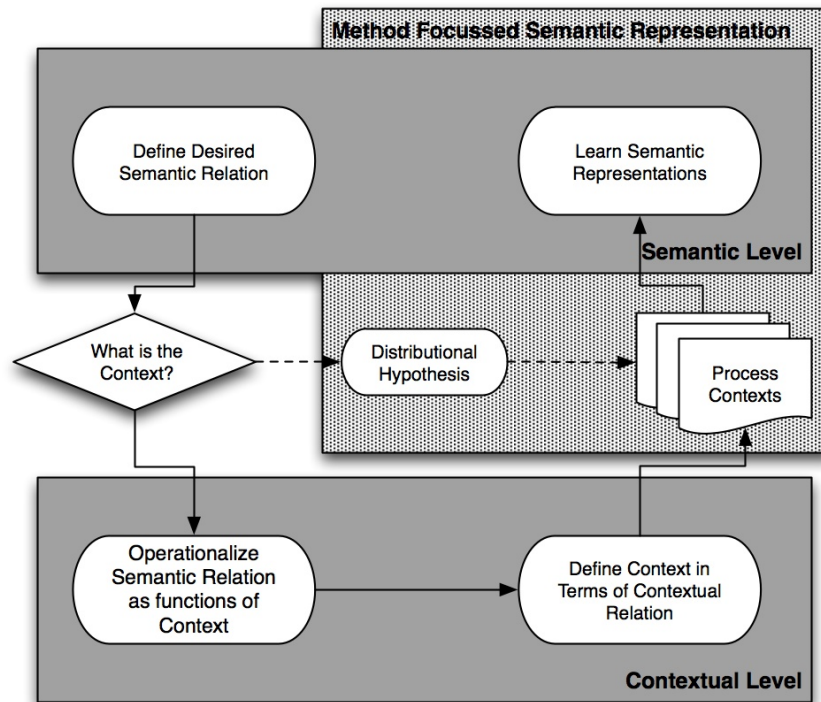 Method Focussed Semantic Representation
Define Desired
Semantic Relation
Learn Semantic
Representations
Semantic Level
What is the
Context?
Distributional
Hypothesis
Process
Contexts
Operationalize
Semantic Relation
as functions of
Context
Define Context in
Terms of Contextual
Relation
Contextual Level